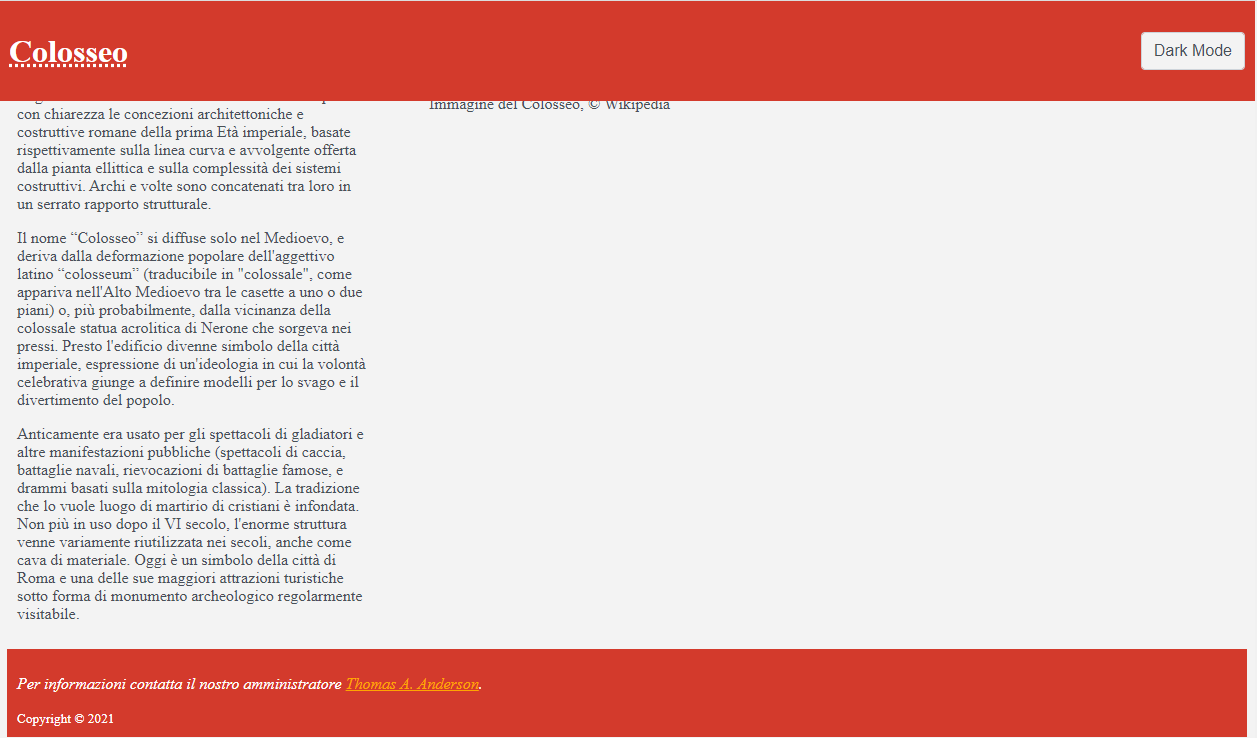 Colosseo
Dark Mode
con chiarezza le concezioni architettoniche e
costruttive romane della prima Età imperiale, basate
rispettivamente sulla linea curva e avvolgente offerta
dalla pianta ellittica e sulla complessità dei sistemi
costruttivi. Archi e volte sono concatenati tra loro in
un serrato rapporto strutturale.
Il nome “Colosseo” si diffuse solo nel Medioevo, e
deriva dalla deformazione popolare dell'aggettivo
latino “colosseum” (traducibile in "colossale", come
appariva nell'Alto Medioevo tra le casette a uno o due
piani) o, più probabilmente, dalla vicinanza della
colossale statua acrolitica di Nerone che sorgeva nei
pressi. Presto l'edificio divenne simbolo della città
imperiale, espressione di un'ideologia in cui la volontà
celebrativa giunge a definire modelli per lo svago e il
divertimento del popolo.
Anticamente era usato per gli spettacoli di gladiatori e
altre manifestazioni pubbliche (spettacoli di caccia,
battaglie navali, rievocazioni di battaglie famose, e
drammi basati sulla mitologia classica). La tradizione
che lo vuole luogo di martirio di cristiani è infondata.
Non più in uso dopo il VI secolo, l'enorme struttura
venne variamente riutilizzata nei secoli, anche come
cava di materiale. Oggi è un simbolo della città di
Roma e una delle sue maggiori attrazioni turistiche
sotto forma di monumento archeologico regolarmente
visitabile.
Immagine del Colosseo, © Wikipedia
Per informazioni contatta il nostro amministratore Thomas A. Anderson.
Copyright © 2021